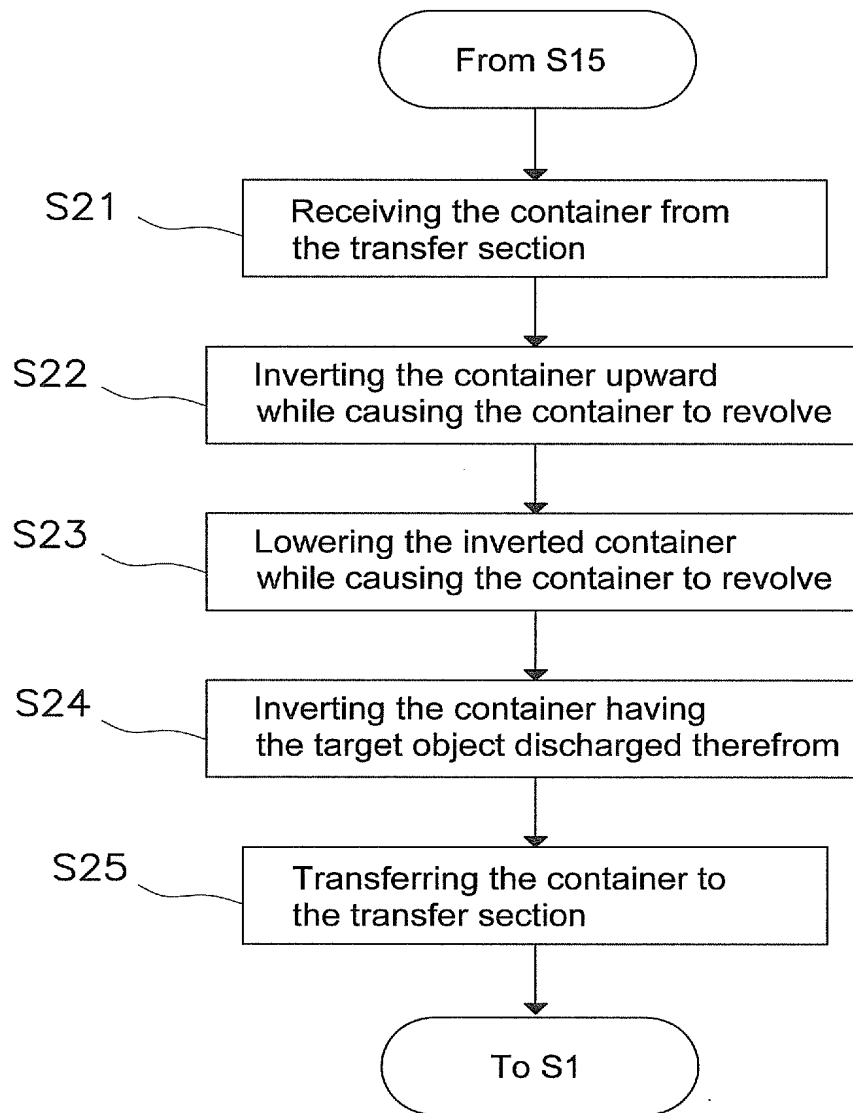 From S15
S21
Receiving the container from
the transfer section
S22
Inverting the container upward
while causing the container to revolve
S23
Lowering the inverted container
while causing the container to revolve
S24
Inverting the container having
the target object discharged therefrom
S25
Transferring the container to
the transfer section
To S1